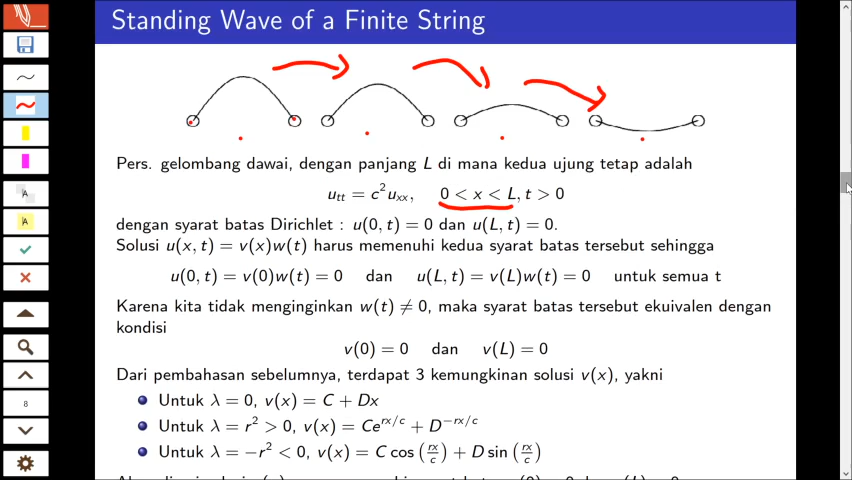 Standing Wave of a Finite String
Pers. gelombang dawai, dengan panjang L di mana kedua ujung tetap adalah
u_tt = c²u_xx, 0 < x < L, t > 0
dengan syarat batas Dirichlet : u(0, t) = 0 dan u(L, t) = 0.
Solusi u(x, t) = v(x)w(t) harus memenuhi kedua syarat batas tersebut sehingga
u(0, t) = v(0)w(t) = 0 dan u(L, t) = v(L)w(t) = 0 untuk semua t
Karena kita tidak menginginkan w(t) ≠ 0, maka syarat batas tersebut ekuivalen dengan
kondisi
v(0) = 0 dan v(L) = 0
Dari pembahasan sebelumnya, terdapat 3 kemungkinan solusi v(x), yakni
Untuk λ = 0, v(x) = C + Dx
Untuk λ = r² > 0, v(x) = Ce^{rx/c} + D^{−rx/c}
Untuk λ = −r² < 0, v(x) = C cos (rx/c) + D sin (rx/c)
A
A
8